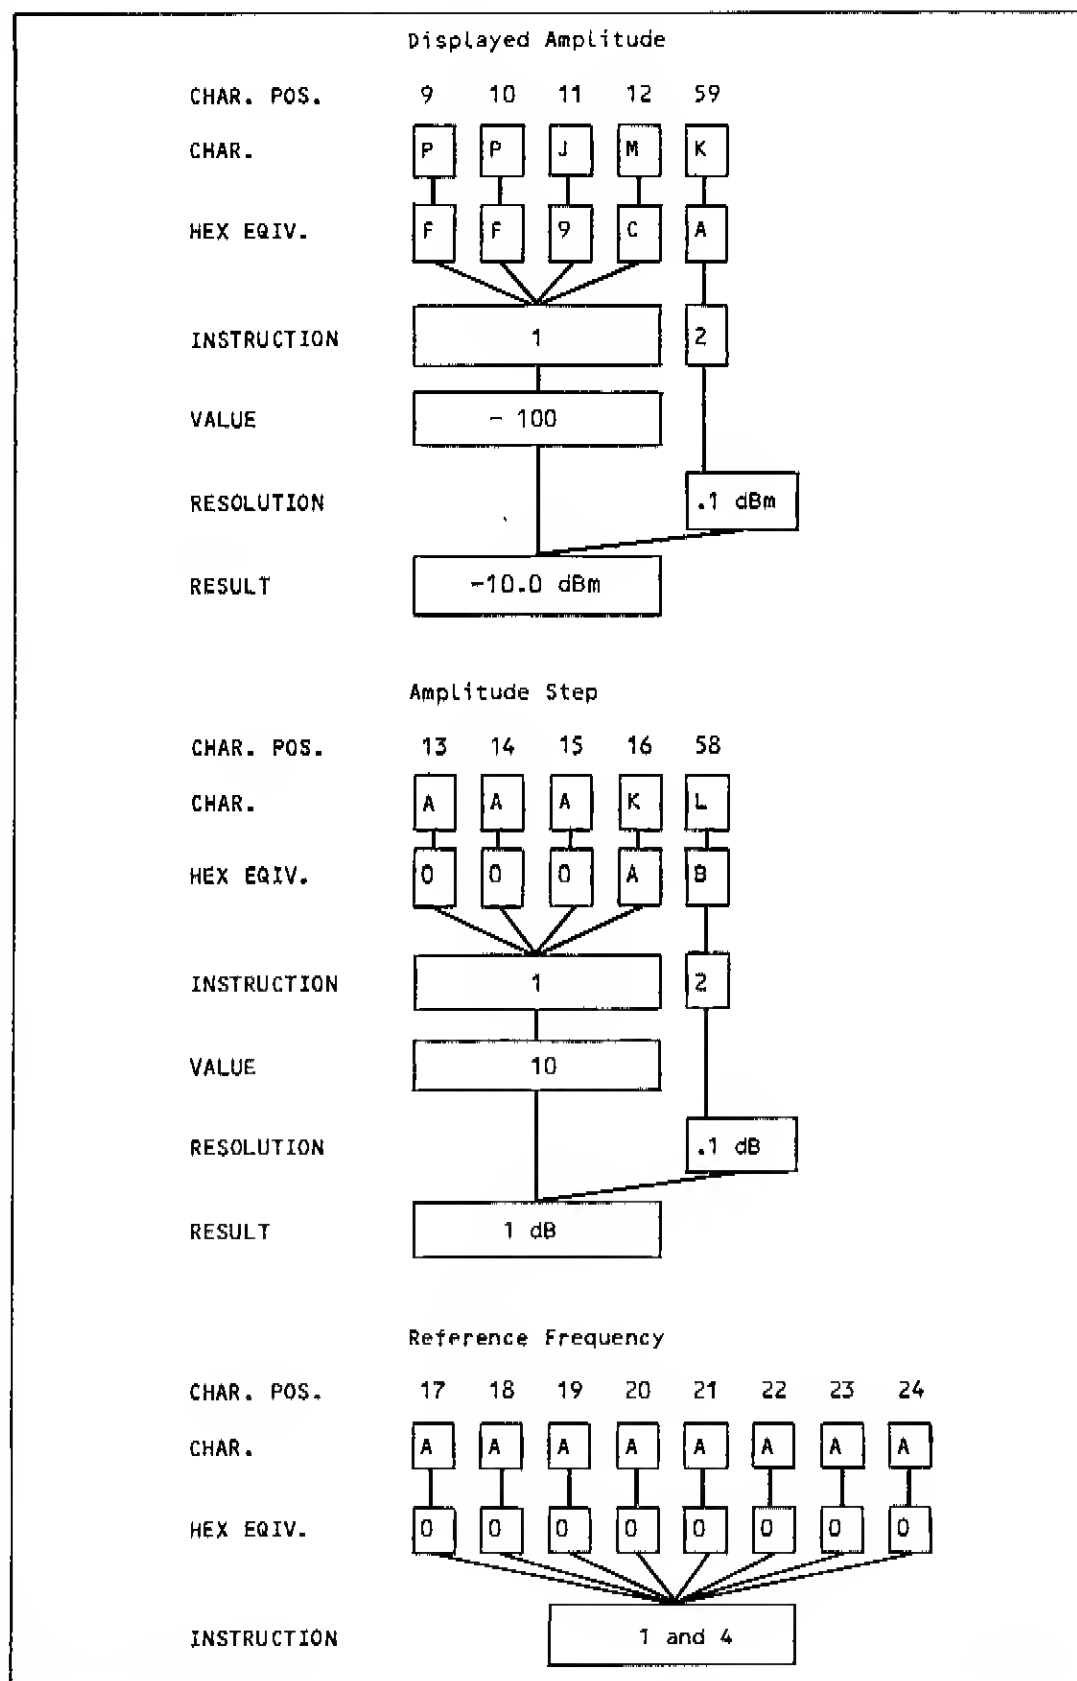 Displayed Amplitude
CHAR. POS. 9 10 11 12 59
CHAR. P P J M K
HEX EQIV. F F 9 C A
INSTRUCTION 1 2
VALUE - 100
RESOLUTION .1 dBm
RESULT -10.0 dBm
Amplitude Step
CHAR. POS. 13 14 15 16 58
CHAR. A A A K L
HEX EQIV. 0 0 0 A B
INSTRUCTION 1 2
VALUE 10
RESOLUTION .1 dB
RESULT 1 dB
Reference Frequency
CHAR. POS. 17 18 19 20 21 22 23 24
CHAR. A A A A A A A A
HEX EQIV. 0 0 0 0 0 0 0 0
INSTRUCTION 1 and 4